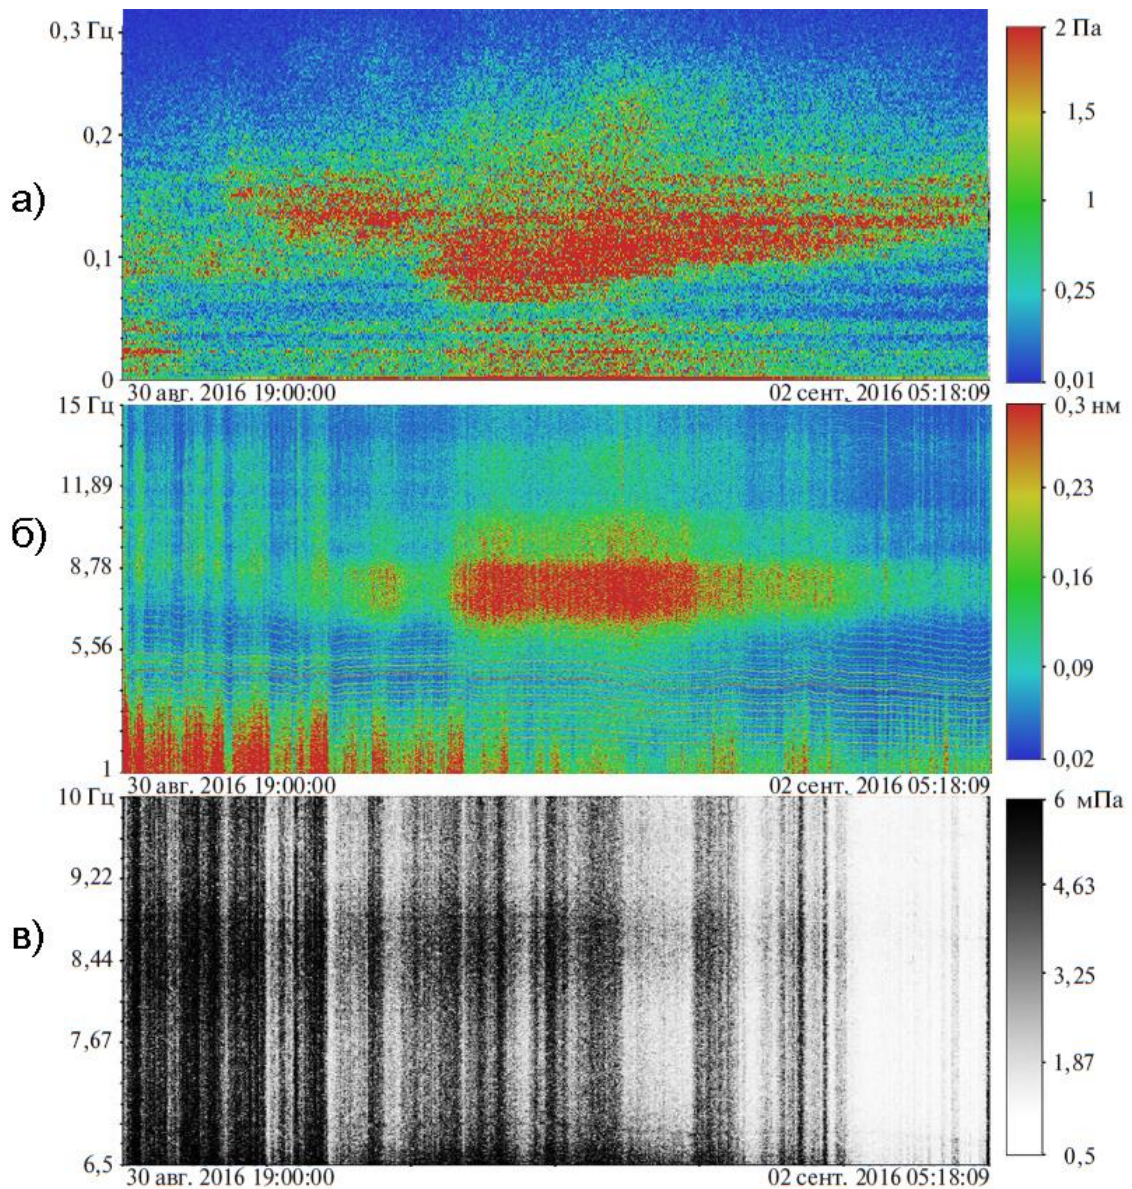 0,3 Гц
0,2
0,1
0
а)
2 Па
1,5
1
0,25
0,01
30 авг. 2016 19:00:00 02 сент. 2016 05:18:09
15 Гц
11,89
8,78
5,56
1
б)
0,3 нм
0,23
0,16
0,09
0,02
30 авг. 2016 19:00:00 02 сент. 2016 05:18:09
10 Гц
9,22
8,44
7,67
6,5
в)
6 мПа
4,63
3,25
1,87
0,5
30 авг. 2016 19:00:00 02 сент. 2016 05:18:09